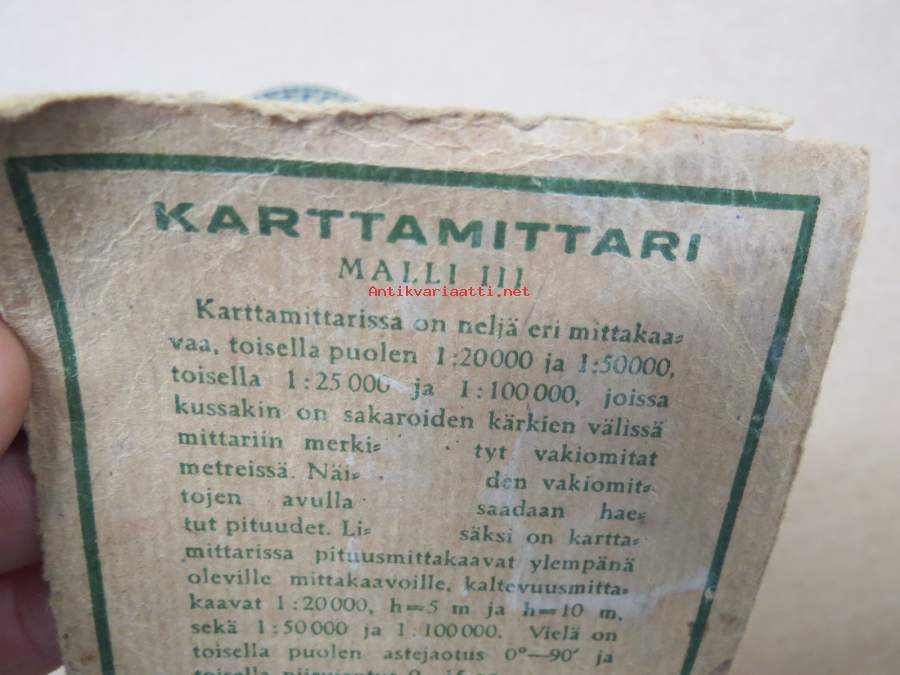 KARTTAMITTARI
MALLI III
Antikvariaatti.net
Karttamittarissa on neljä eri mittakaa=
vaa, toisella puolen 1:20000 ja 1:50000,
toisella 1:25000 ja 1:100000, joissa
kussakin on sakaroiden kärkien välissä
mittariin merki= tyt vakiomitat
metreissä. Näi= den vakiomit=
tojen avulla saadaan hae=
tut pituudet. Li= säksi on kartta=
mittarissa pituusmittakaavat ylempänä
oleville mittakaavoille, kaltevuusmitta=
kaavat 1:20000, h=5 m ja h=10 m,
sekä 1:50000 ja 1:100000. Vielä on
toisella puolen astejaotus 0°—90′ ja
toisella